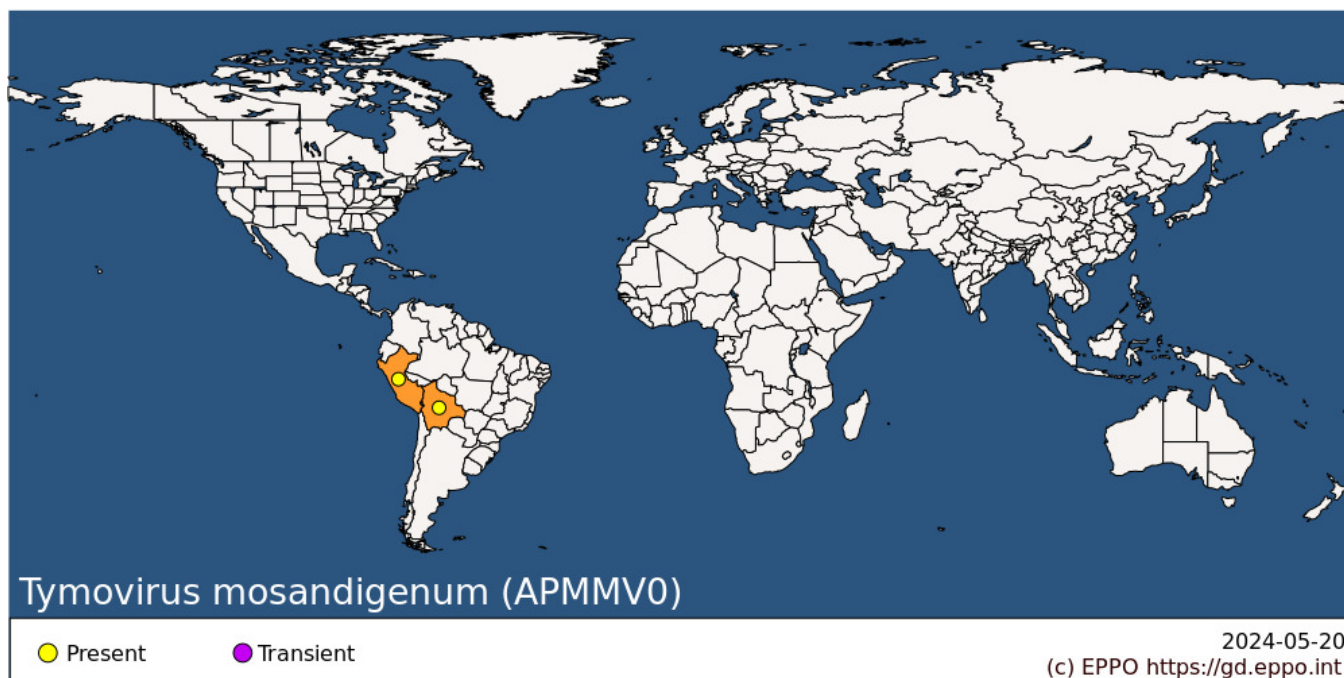 Tymovirus mosandigenum (APMMV0)
Present
Transient
2024-05-20
(c) EPPO https://gd.eppo.int